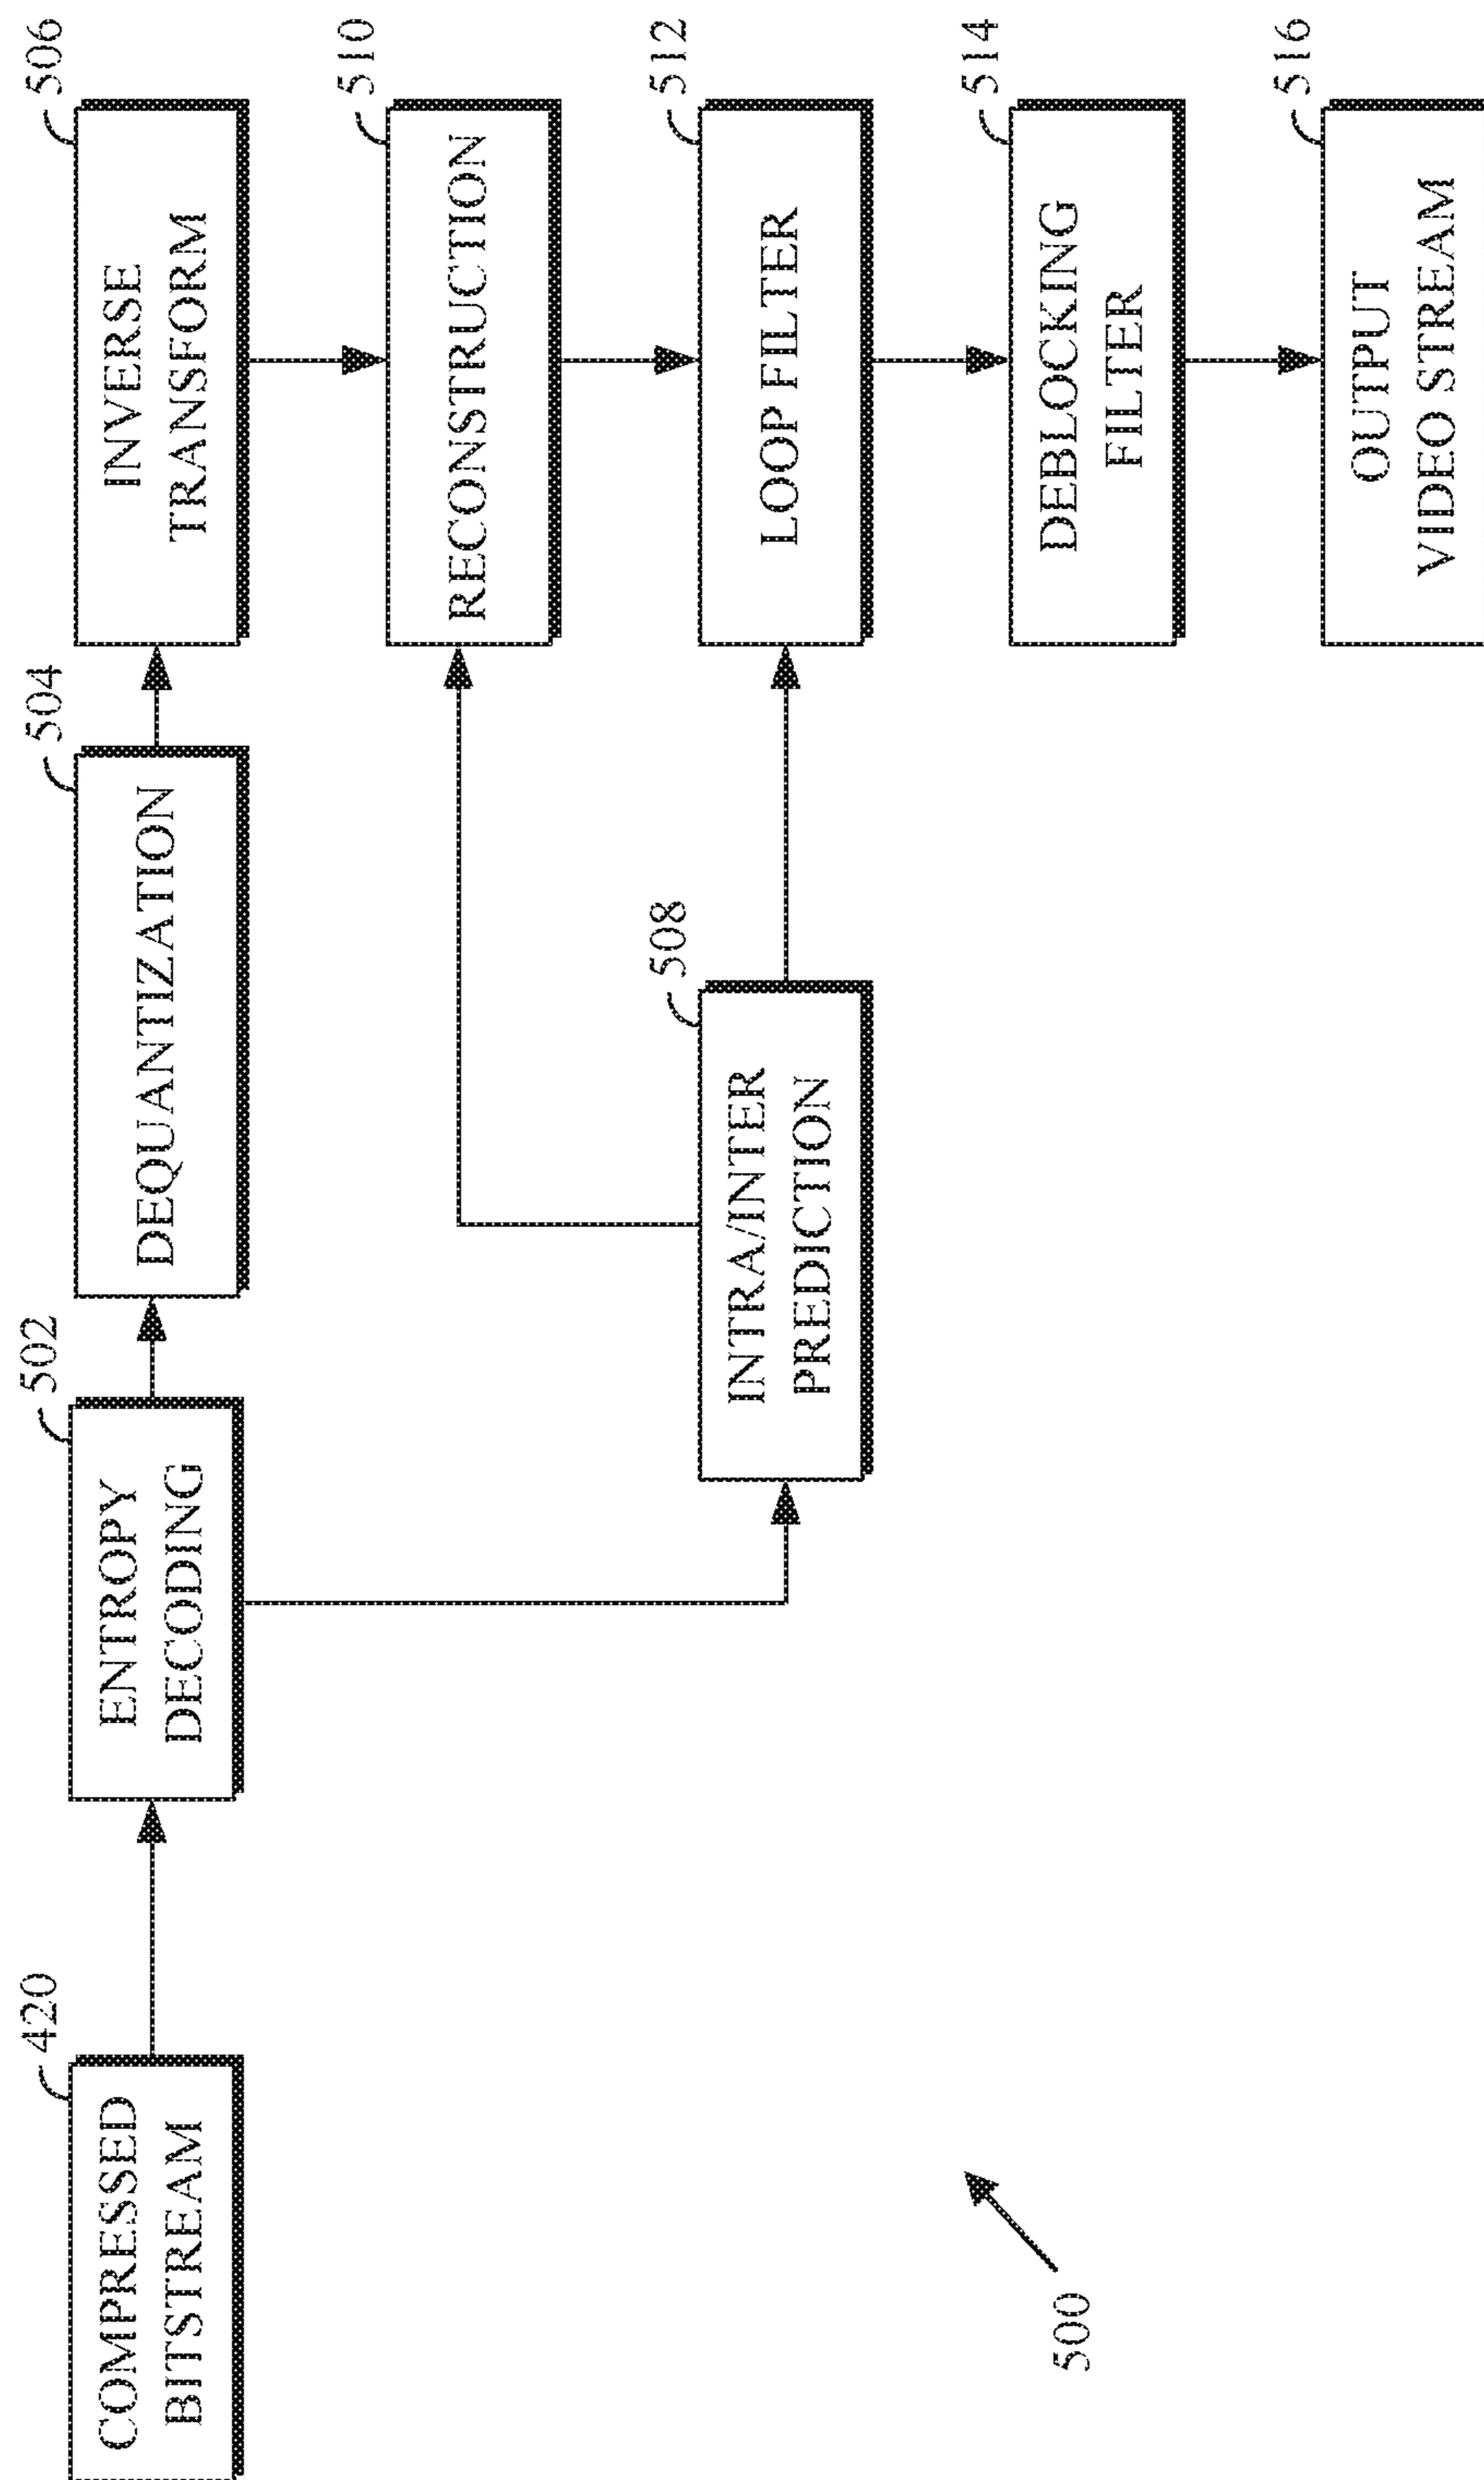 420
COMPRESSED
BITSTREAM
502
ENTROPY
DECODING
504
DEQUANTIZATION
506
INVERSE
TRANSFORM
510
RECONSTRUCTION
508
INTRA/INTER
PREDICTION
512
LOOP FILTER
514
DEBLOCKING
FILTER
516
OUTPUT
VIDEO STREAM
500